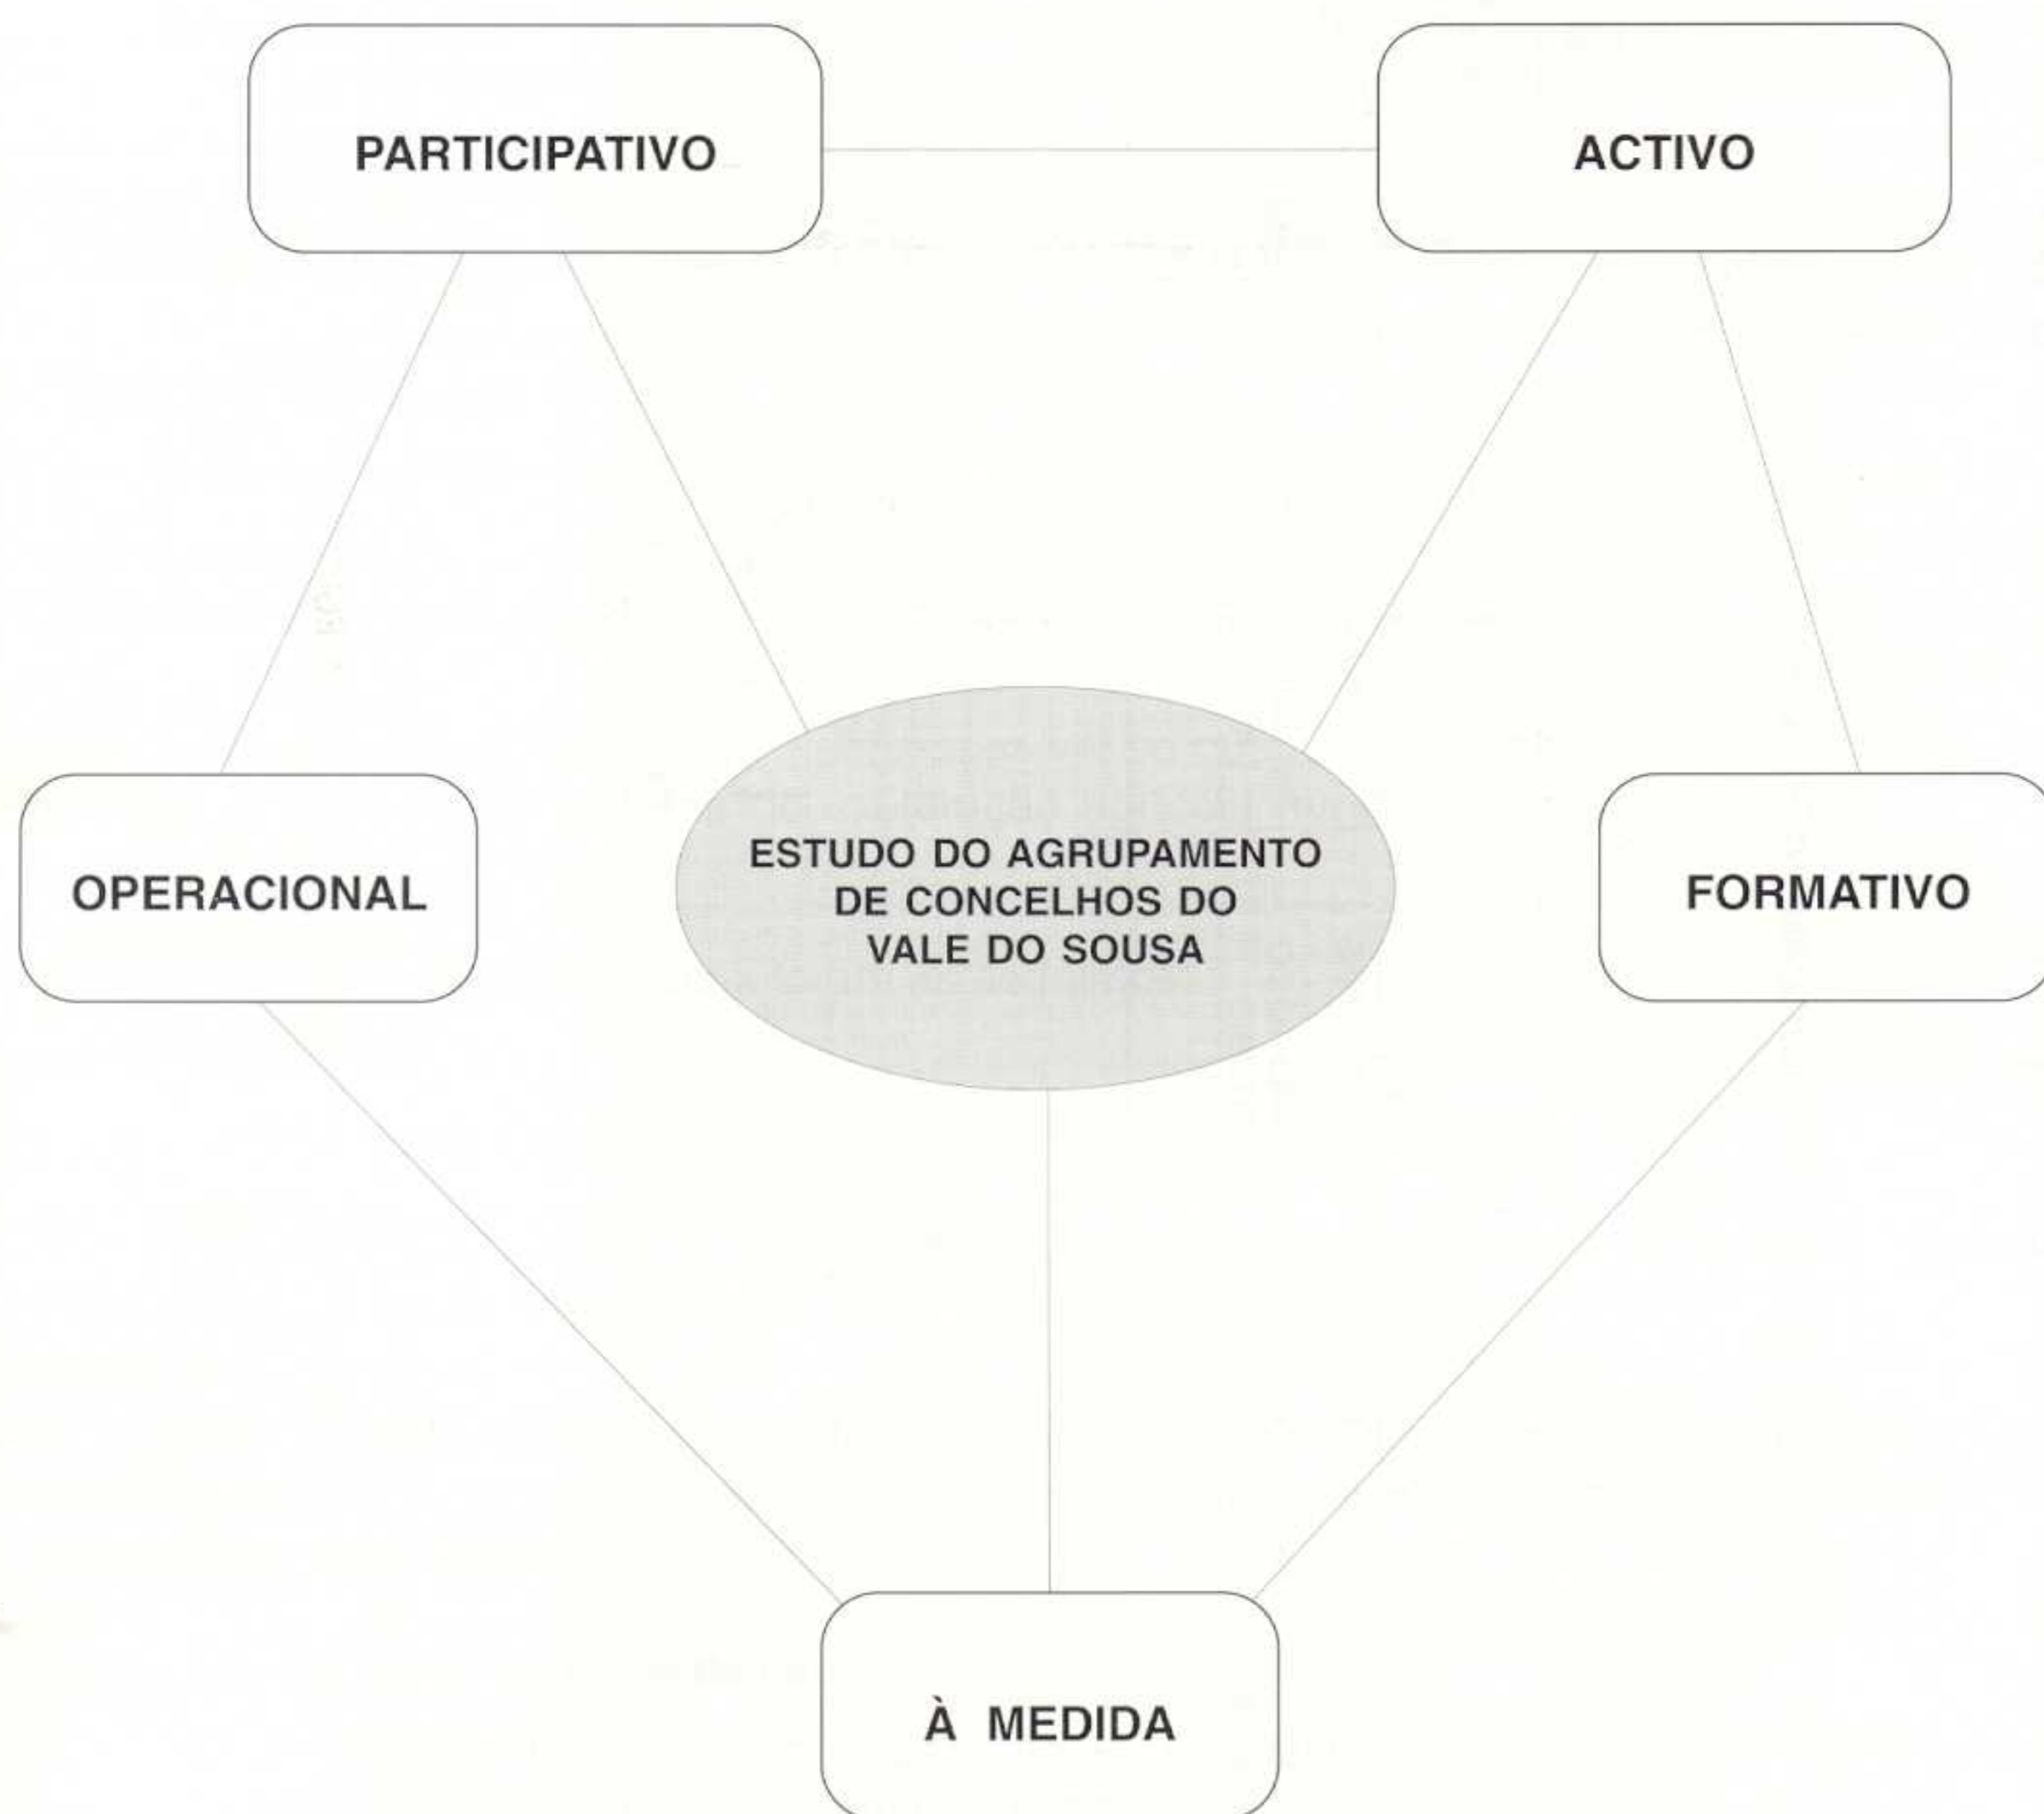 PARTICIPATIVO
ACTIVO
OPERACIONAL
ESTUDO DO AGRUPAMENTO
DE CONCELHOS DO
VALE DO SOUSA
FORMATIVO
À MEDIDA